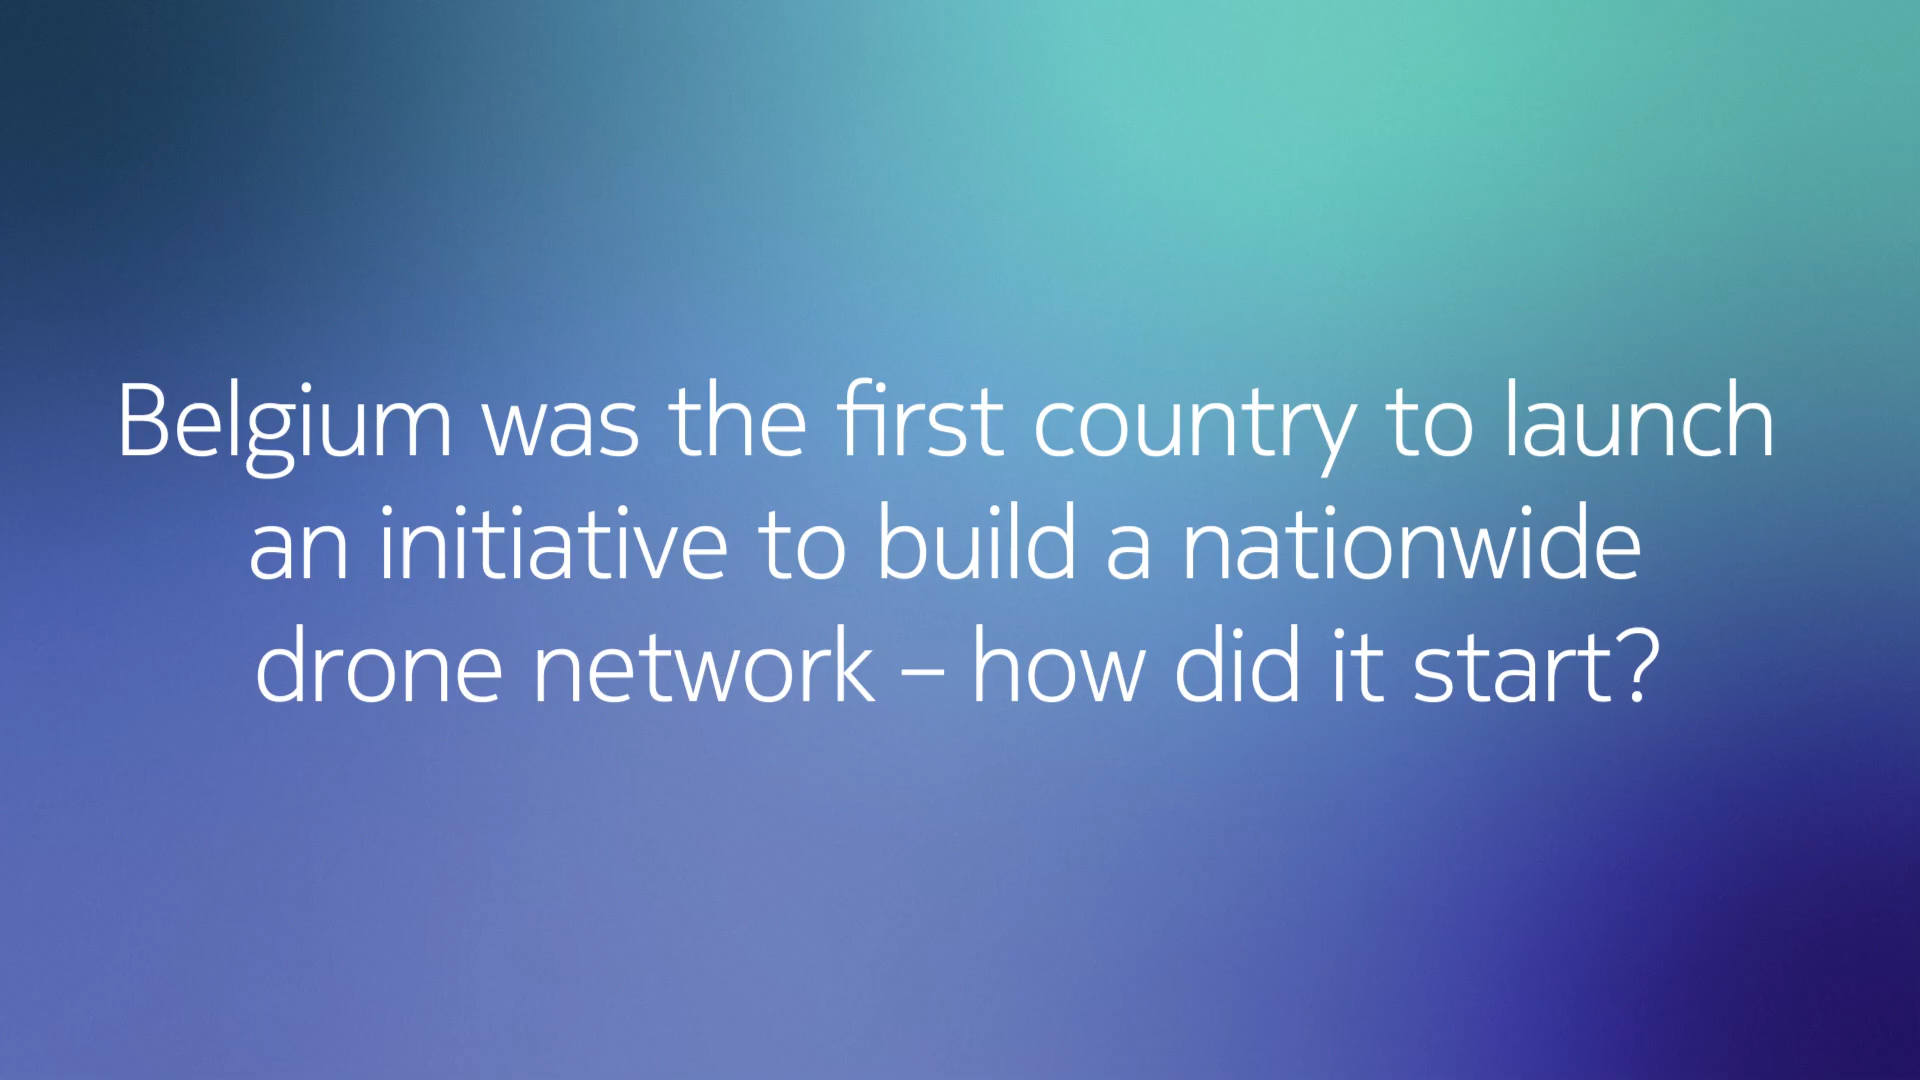 Belgium was the first country to launch
an initiative to build a nationwide
drone network – how did it start?